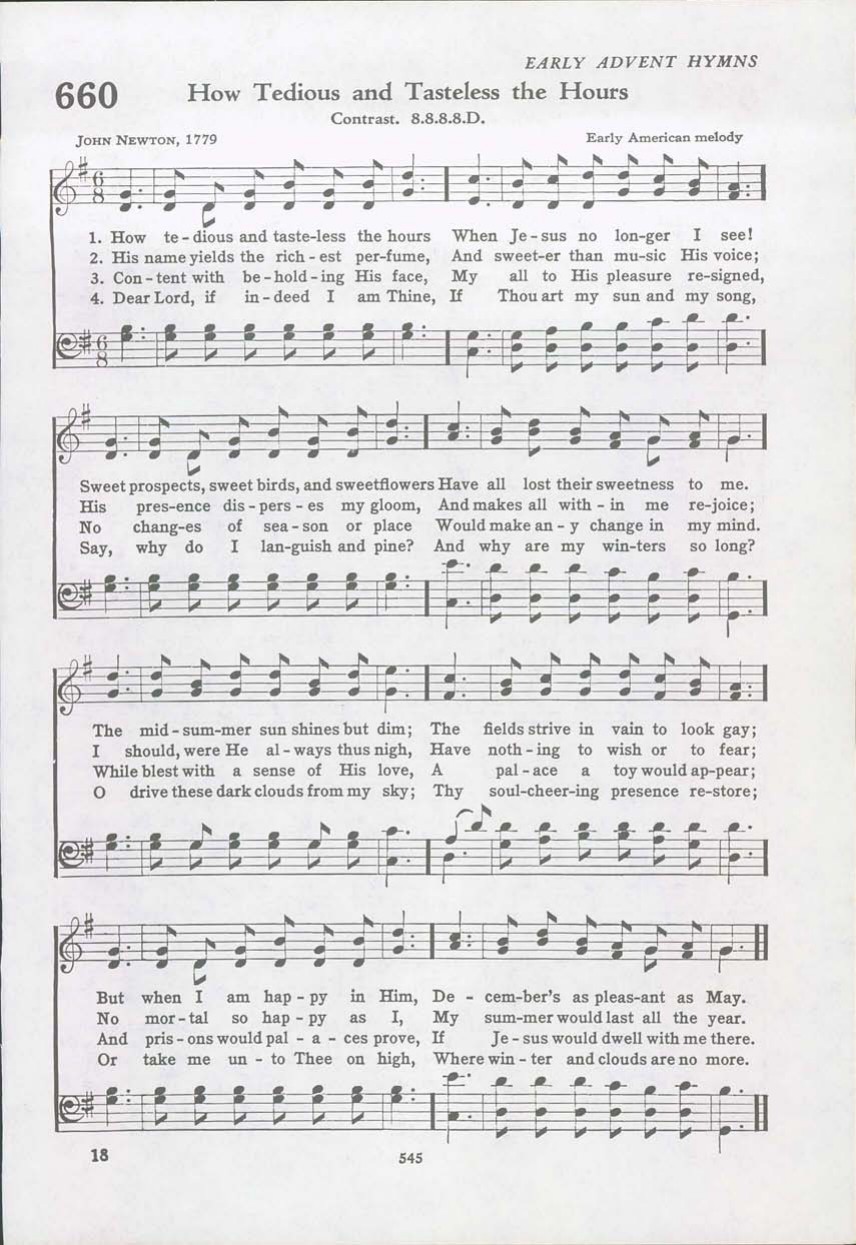 EARLY ADVENT HYMNS
660 How Tedious and Tasteless the Hours
Contrast. 8.8.8.8.D.
JOHN NEWTON, 1779 Early American melody
1. How te-dious and taste-less the hours When Je-sus no lon-ger I see!
2. His name yields the rich-est per-fume, And sweet-er than mu-sic His voice;
3. Con-tent with be-hold-ing His face, My all to His pleasure re-signed,
4. Dear Lord, if in-deed I am Thine, If Thou art my sun and my song,
Sweet prospects, sweet birds, and sweet flowers Have all lost their sweetness to me.
His pres-ence dis-pers-es my gloom, And makes all with-in me re-joice;
No chang-es of sea-son or place Would make an-y change in my mind.
Say, why do I lan-guish and pine? And why are my win-ters so long?
The mid-sum-mer sun shines but dim; The fields strive in vain to look gay;
I should, were He al-ways thus nigh, Have noth-ing to wish or to fear;
While blest with a sense of His love, A pal-ace a toy would ap-pear;
O drive these dark clouds from my sky; Thy soul-cheer-ing presence re-store;
But when I am hap-py in Him, De-cem-ber's as pleas-ant as May.
No mor-tal so hap-py as I, My sum-mer would last all the year.
And pris-ons would pal-a-ces prove, If Je-sus would dwell with me there.
Or take me un-to Thee on high, Where win-ter and clouds are no more.
18 545